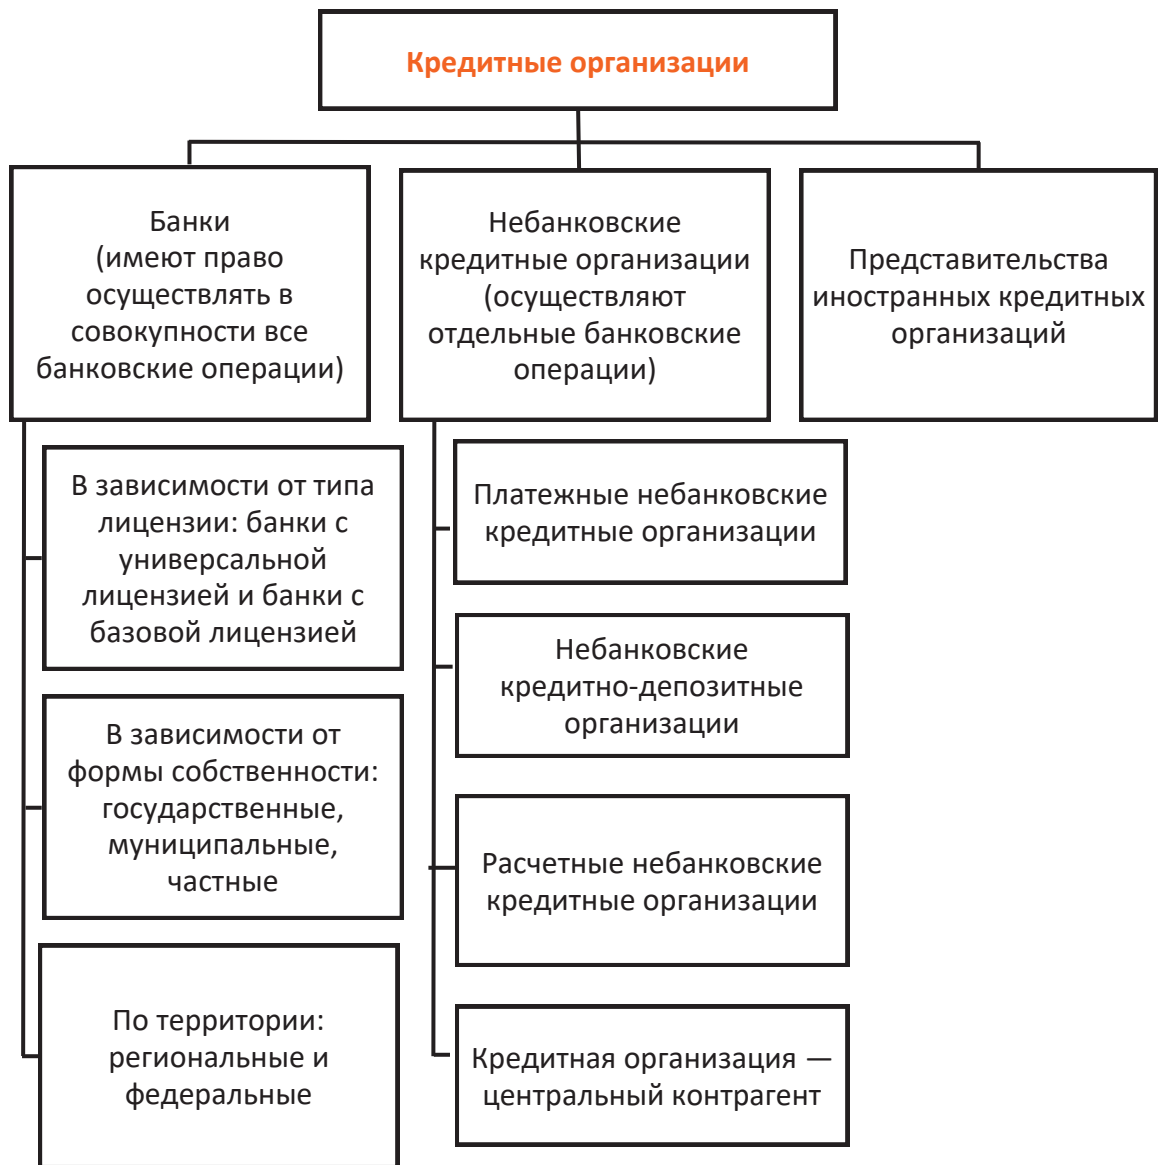 Кредитные организации
Банки
(имеют право
осуществлять в
совокупности все
банковские операции)
Небанковские
кредитные организации
(осуществляют
отдельные банковские
операции)
Представительства
иностранных кредитных
организаций
В зависимости от типа
лицензии: банки с
универсальной
лицензией и банки с
базовой лицензией
В зависимости от
формы собственности:
государственные,
муниципальные,
частные
По территории:
региональные и
федеральные
Платежные небанковские
кредитные организации
Небанковские
кредитно-депозитные
организации
Расчетные небанковские
кредитные организации
Кредитная организация —
центральный контрагент